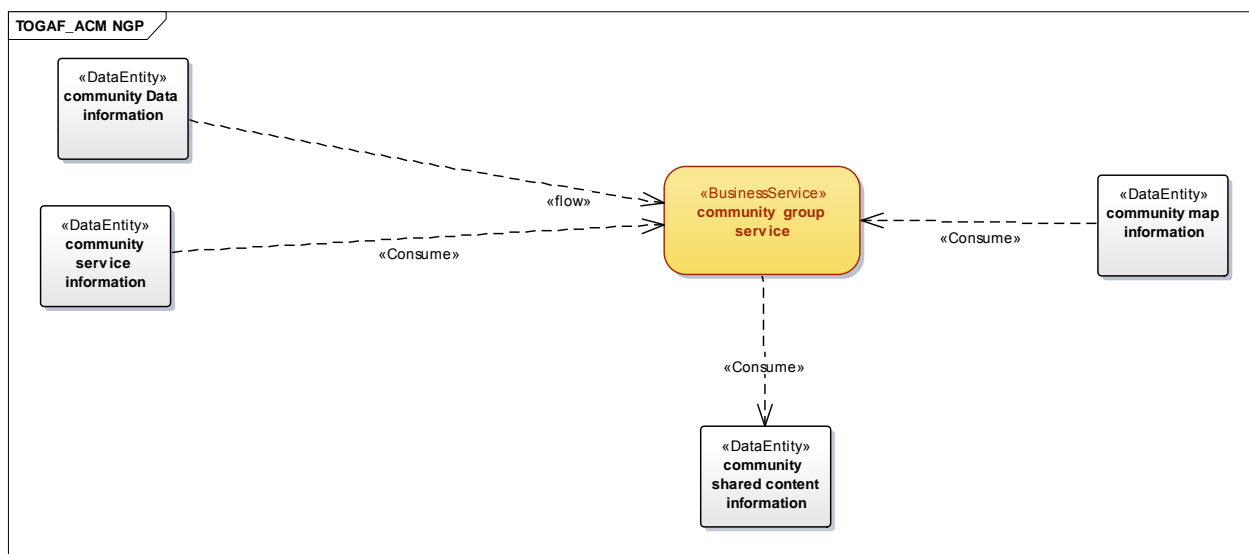 TOGAF_ACM NGP
«DataEntity»
community Data
information
«DataEntity»
community
service
information
«flow»
«Consume»
«BusinessService»
community group
service
«Consume»
«DataEntity»
community map
information
«Consume»
«DataEntity»
community
shared content
information